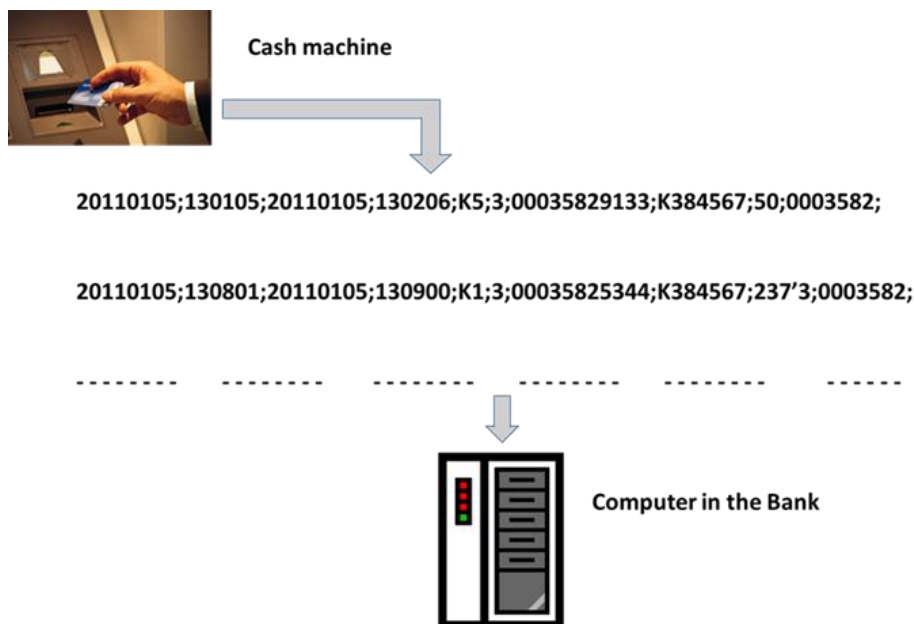 Cash machine
20110105;130105;20110105;130206;K5;3;00035829133;K384567;50;0003582;
20110105;130801;20110105;130900;K1;3;00035825344;K384567;237’3;0003582;
- - - - - - - - - - - - - - - - - - - - - - - - - - - - - - - - - - - - - - - - - - - - - -
Computer in the Bank